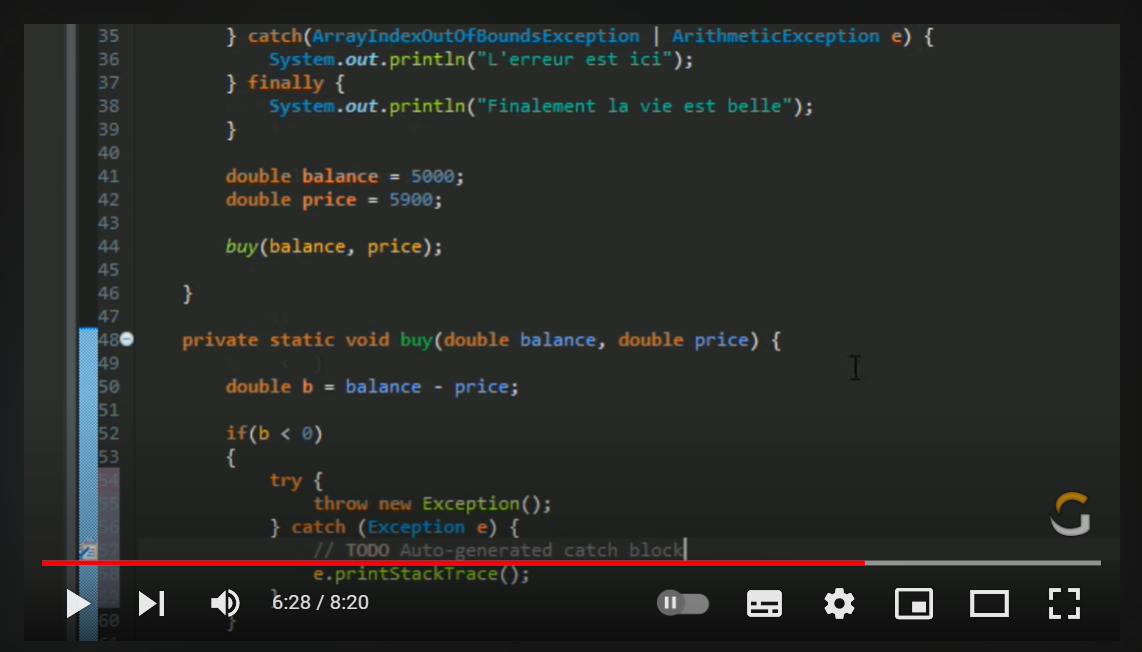 35 } catch(ArrayIndexOutOfBoundsException | ArithmeticException e) {
36 System.out.println("L'erreur est ici");
37 } finally {
38 System.out.println("Finalement la vie est belle");
39 }
40
41 double balance = 5000;
42 double price = 5900;
43
44 buy(balance, price);
45
46 }
47
48 private static void buy(double balance, double price) {
49
50 double b = balance - price;
51
52 if(b < 0)
53 {
54 try {
55 throw new Exception();
56 } catch (Exception e) {
57 // TODO Auto-generated catch block
58 e.printStackTrace();
}
6:28 / 8:20
60 }
G